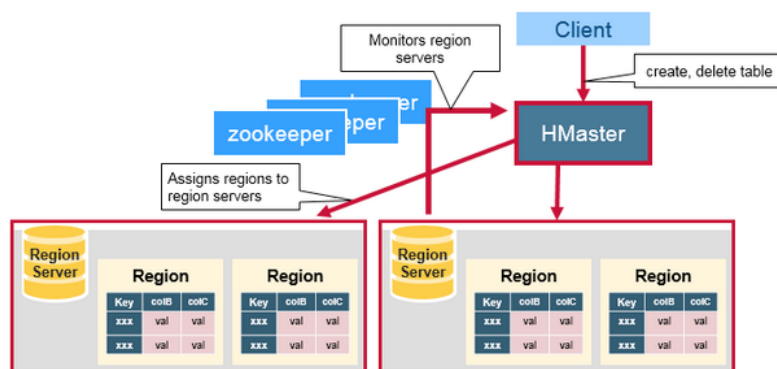 Client
Monitors region
servers
create, delete table
zookeeper
HMaster
Assigns regions to
region servers
Region
Server
Region
Key colB colC
xxx val val
xxx val val
Region
Key colB colC
xxx val val
xxx val val
Region
Server
Region
Key colB colC
xxx val val
xxx val val
Region
Key colB colC
xxx val val
xxx val val